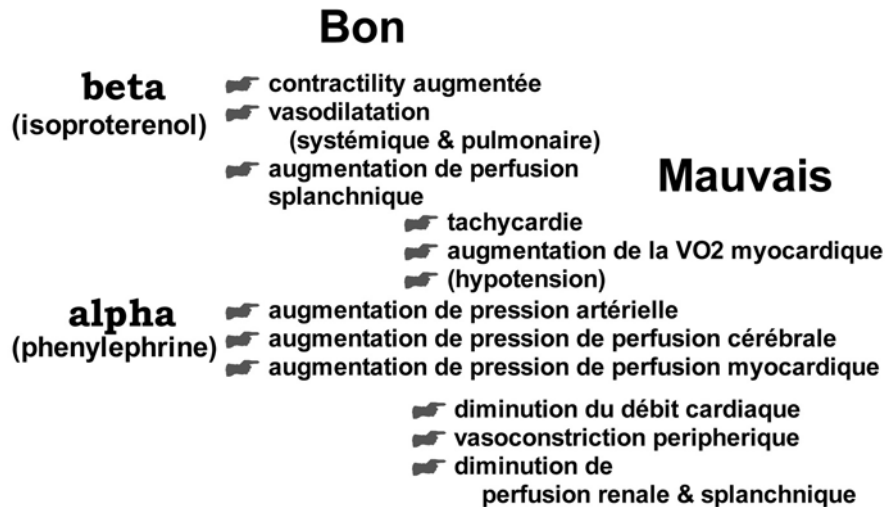 Bon
beta
(isoproterenol)
contractility augmentée
vasodilatation
(systémique & pulmonaire)
augmentation de perfusion
splanchnique
Mauvais
tachycardie
augmentation de la VO2 myocardique
(hypotension)
alpha
(phenylephrine)
augmentation de pression artérielle
augmentation de pression de perfusion cérébrale
augmentation de pression de perfusion myocardique
diminution du débit cardiaque
vasoconstriction peripherique
diminution de
perfusion renale & splanchnique